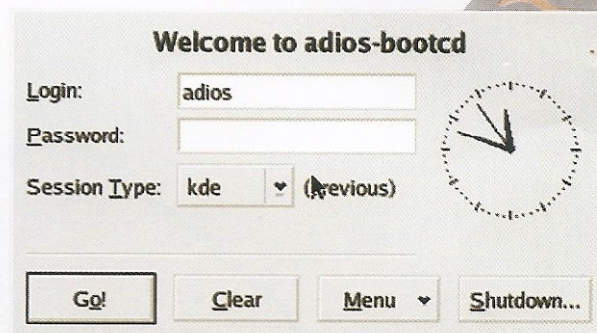 Welcome to adios-bootcd
Login: adios
Password:
Session Type: kde (Previous)
Go! Clear Menu Shutdown...